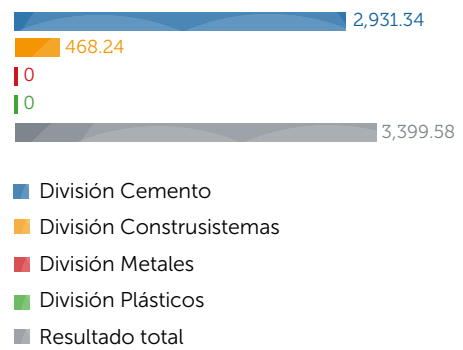 2,931.34
468.24
0
0
3,399.58
División Cemento
División Construsistemas
División Metales
División Plásticos
Resultado total